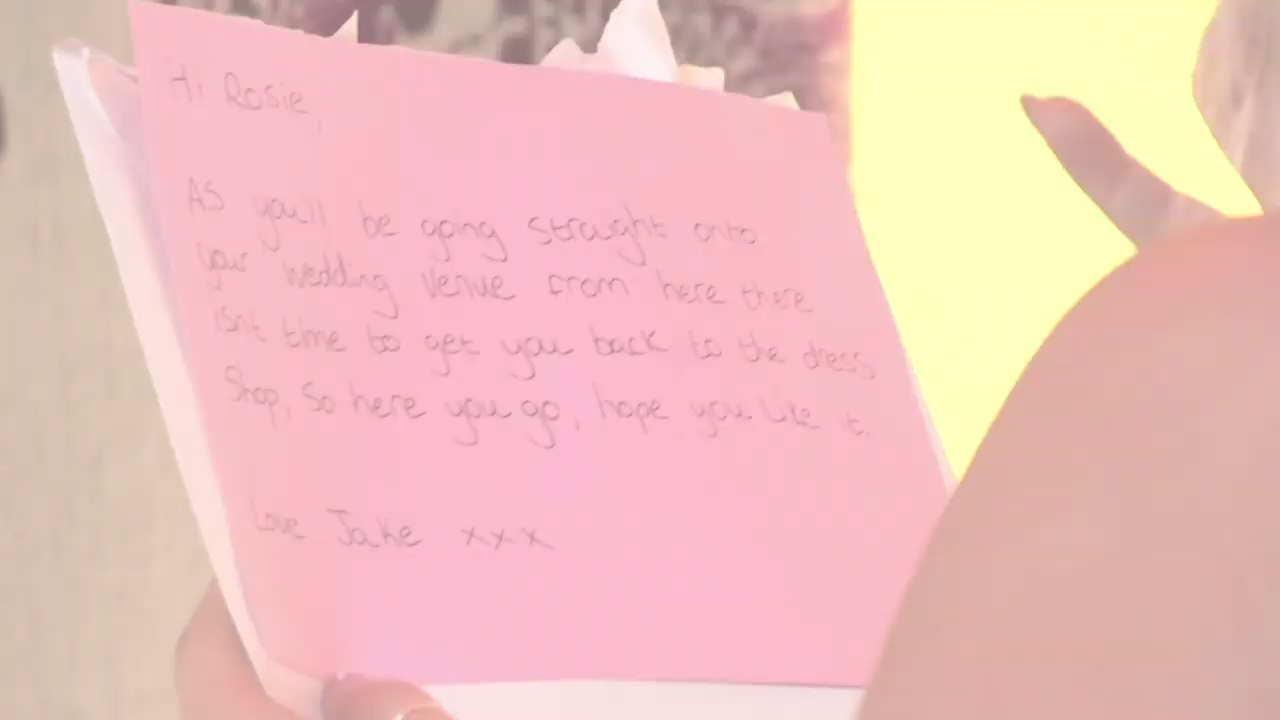 Hi Rosie,
As you'll be going straight onto
your wedding venue from here there
isnt time to get you back to the dress
Shop, So here you go, hope you like it.
Love Jake xxx